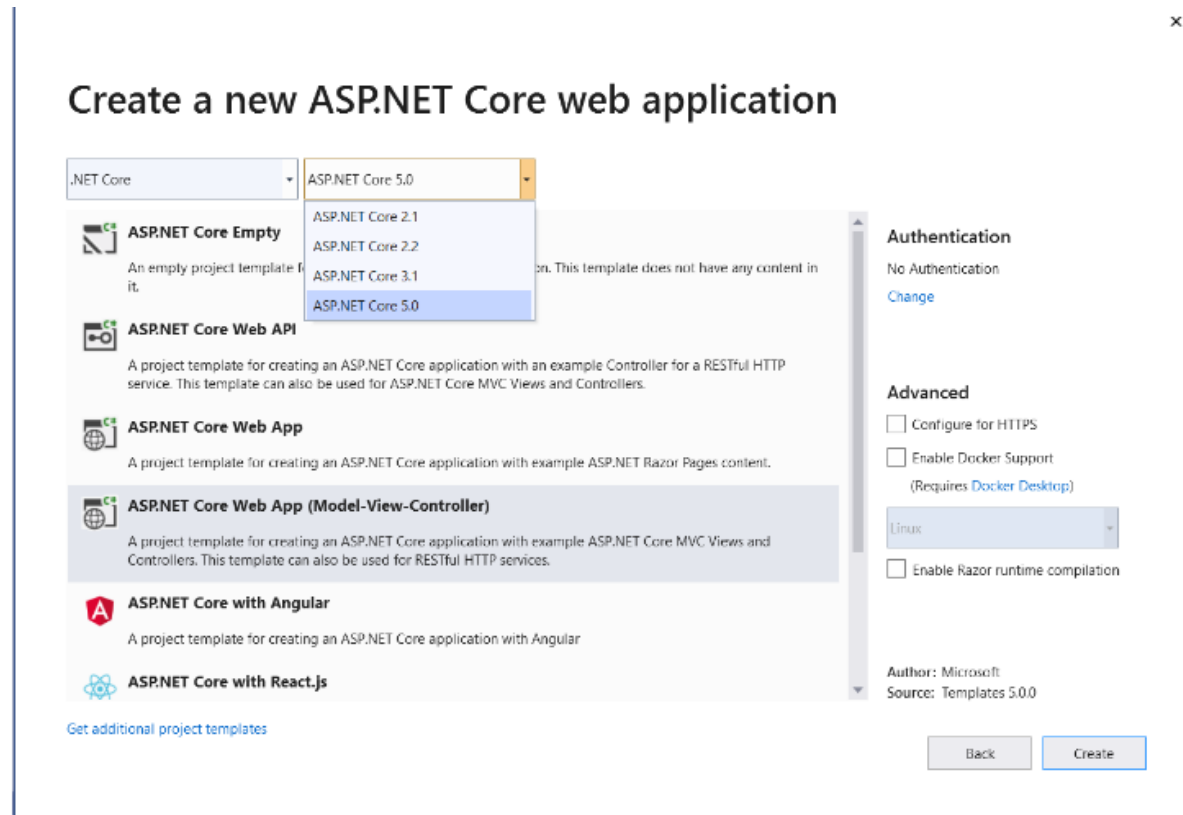 Create a new ASP.NET Core web application
.NET Core
ASP.NET Core 5.0
ASP.NET Core 2.1
ASP.NET Core 2.2
ASP.NET Core 3.1
ASP.NET Core 5.0
ASP.NET Core Empty
An empty project template f on. This template does not have any content in
it.
ASP.NET Core Web API
A project template for creating an ASP.NET Core application with an example Controller for a RESTful HTTP
service. This template can also be used for ASP.NET Core MVC Views and Controllers.
ASP.NET Core Web App
A project template for creating an ASP.NET Core application with example ASP.NET Razor Pages content.
ASP.NET Core Web App (Model-View-Controller)
A project template for creating an ASP.NET Core application with example ASP.NET Core MVC Views and
Controllers. This template can also be used for RESTful HTTP services.
ASP.NET Core with Angular
A project template for creating an ASP.NET Core application with Angular
ASP.NET Core with React.js
Get additional project templates
Authentication
No Authentication
Change
Advanced
Configure for HTTPS
Enable Docker Support
(Requires Docker Desktop)
Linux
Enable Razor runtime compilation
Author: Microsoft
Source: Templates 5.0.0
Back
Create